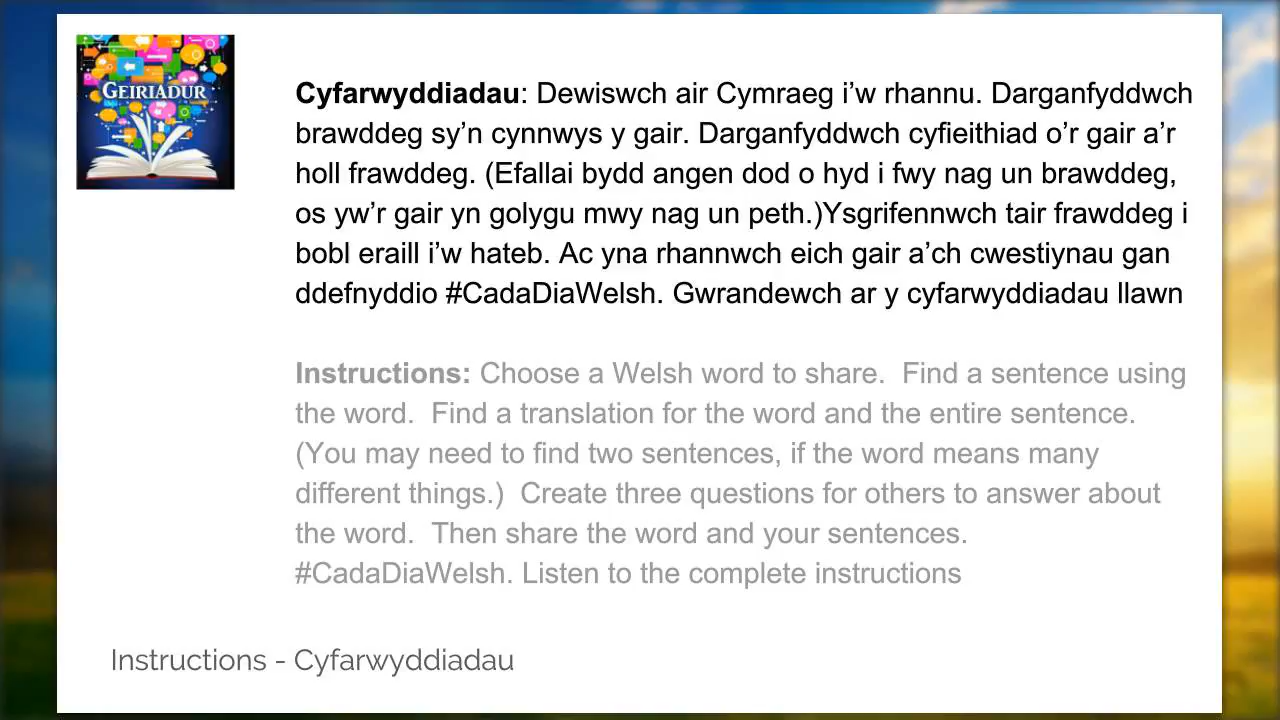 GEIRIADUR
Cyfarwyddiadau: Dewiswch air Cymraeg i’w rhannu. Darganfyddwch
brawddeg sy’n cynnwys y gair. Darganfyddwch cyfieithiad o’r gair a’r
holl frawddeg. (Efallai bydd angen dod o hyd i fwy nag un brawddeg,
os yw’r gair yn golygu mwy nag un peth.)Ysgrifennwch tair frawddeg i
bobl eraill i’w hateb. Ac yna rhannwch eich gair a’ch cwestiynau gan
ddefnyddio #CadaDiaWelsh. Gwrandewch ar y cyfarwyddiadau llawn
Instructions: Choose a Welsh word to share. Find a sentence using
the word. Find a translation for the word and the entire sentence.
(You may need to find two sentences, if the word means many
different things.) Create three questions for others to answer about
the word. Then share the word and your sentences.
#CadaDiaWelsh. Listen to the complete instructions
Instructions - Cyfarwyddiadau